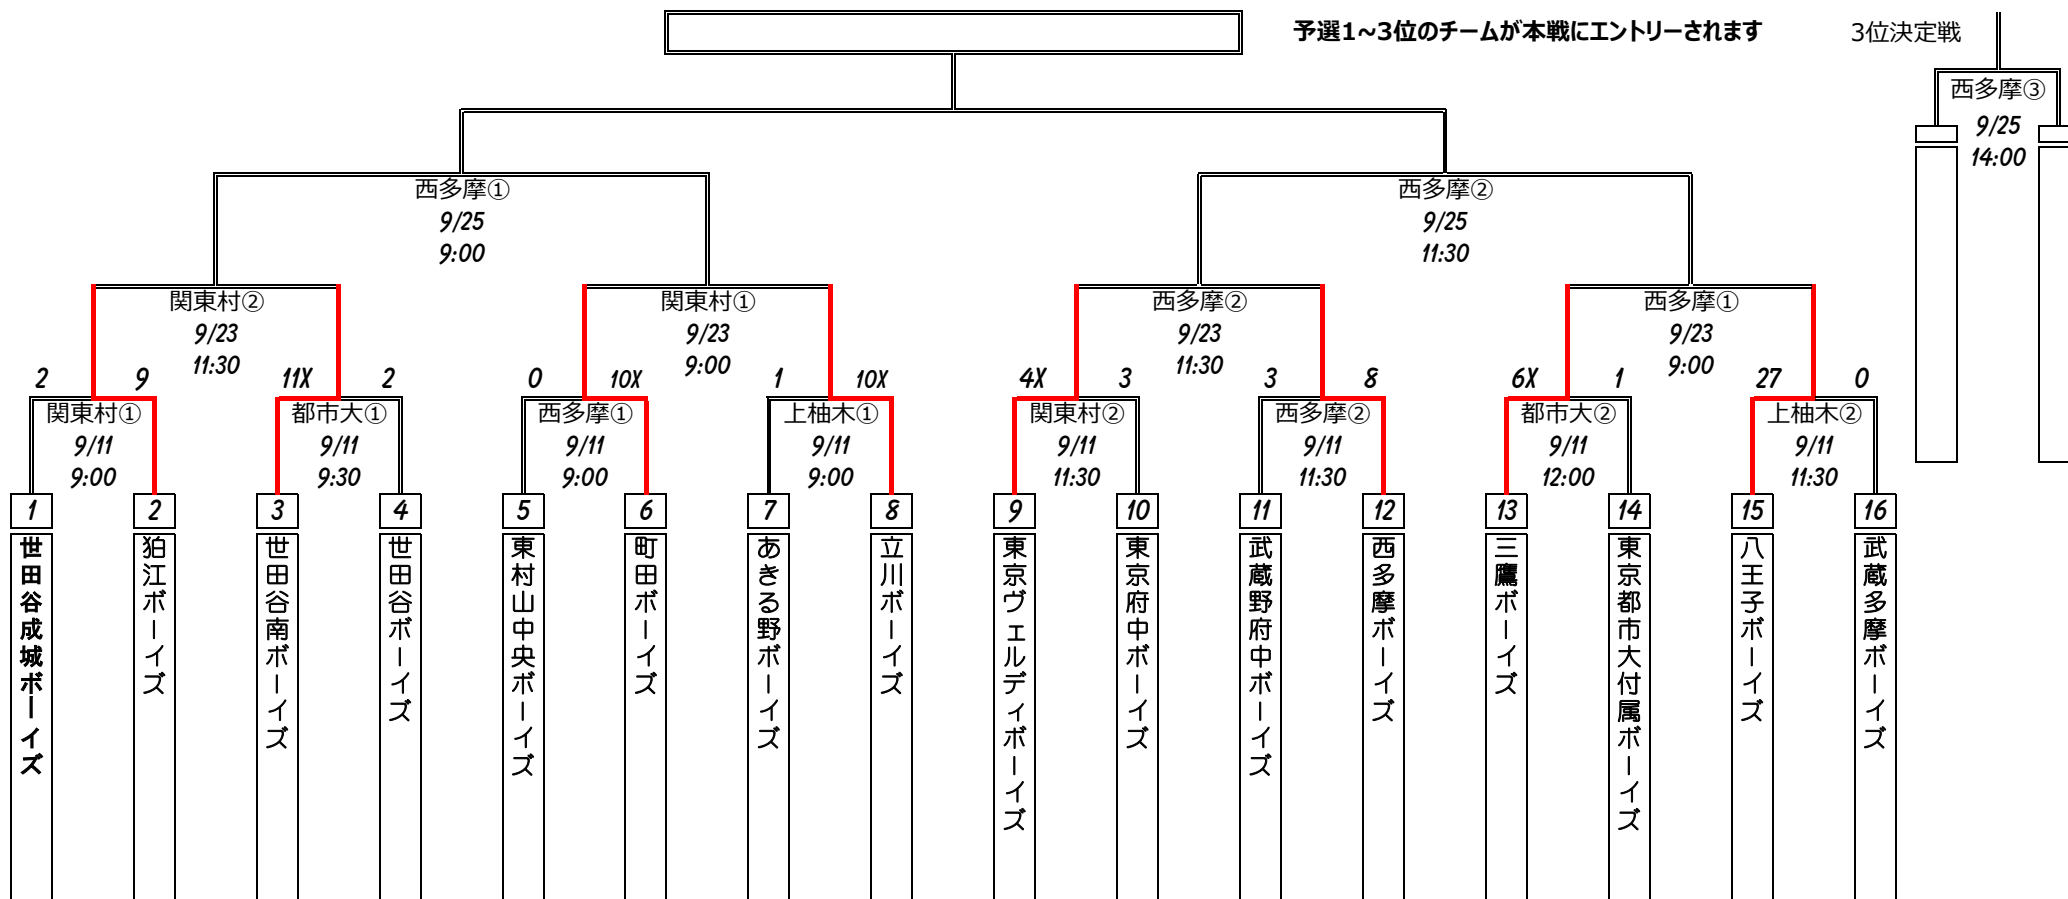 予選1~3位のチームが本戦にエントリーされます
3位決定戦
西多摩③
9/25
14:00
西多摩①
9/25
9:00
西多摩②
9/25
11:30
関東村②
9/23
11:30
関東村①
9/23
9:00
西多摩②
9/23
11:30
西多摩①
9/23
9:00
2 9 11X 2 0 10X 1 10X 4X 3 3 8 6X 1 27 0
関東村①
9/11
9:00
都市大①
9/11
9:30
西多摩①
9/11
9:00
上柚木①
9/11
9:00
関東村②
9/11
11:30
西多摩②
9/11
11:30
都市大②
9/11
12:00
上柚木②
9/11
11:30
1
世田谷成城ボーイズ
2
狛江ボーイズ
3
世田谷南ボーイズ
4
世田谷ボーイズ
5
東村山中央ボーイズ
6
町田ボーイズ
7
あきる野ボーイズ
8
立川ボーイズ
9
東京ヴェルディボーイズ
10
東京府中ボーイズ
11
武蔵野府中ボーイズ
12
西多摩ボーイズ
13
三鷹ボーイズ
14
東京都市大付属ボーイズ
15
八王子ボーイズ
16
武蔵多摩ボーイズ